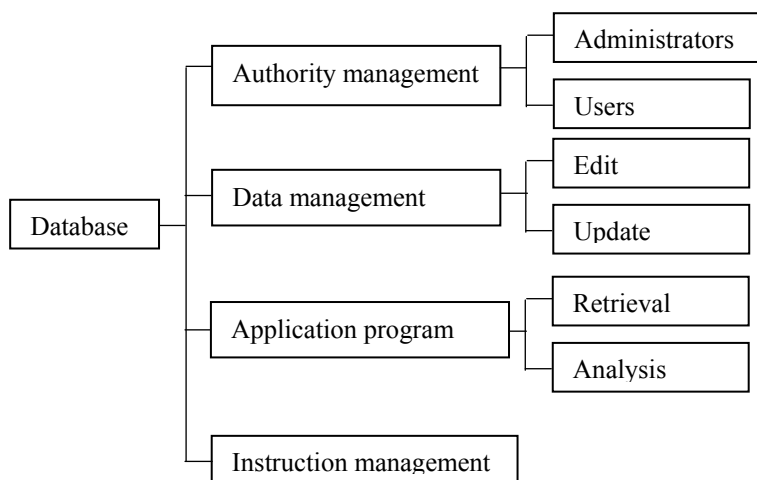 Administrators
Authority management
Users
Edit
Data management
Database
Update
Retrieval
Application program
Analysis
Instruction management